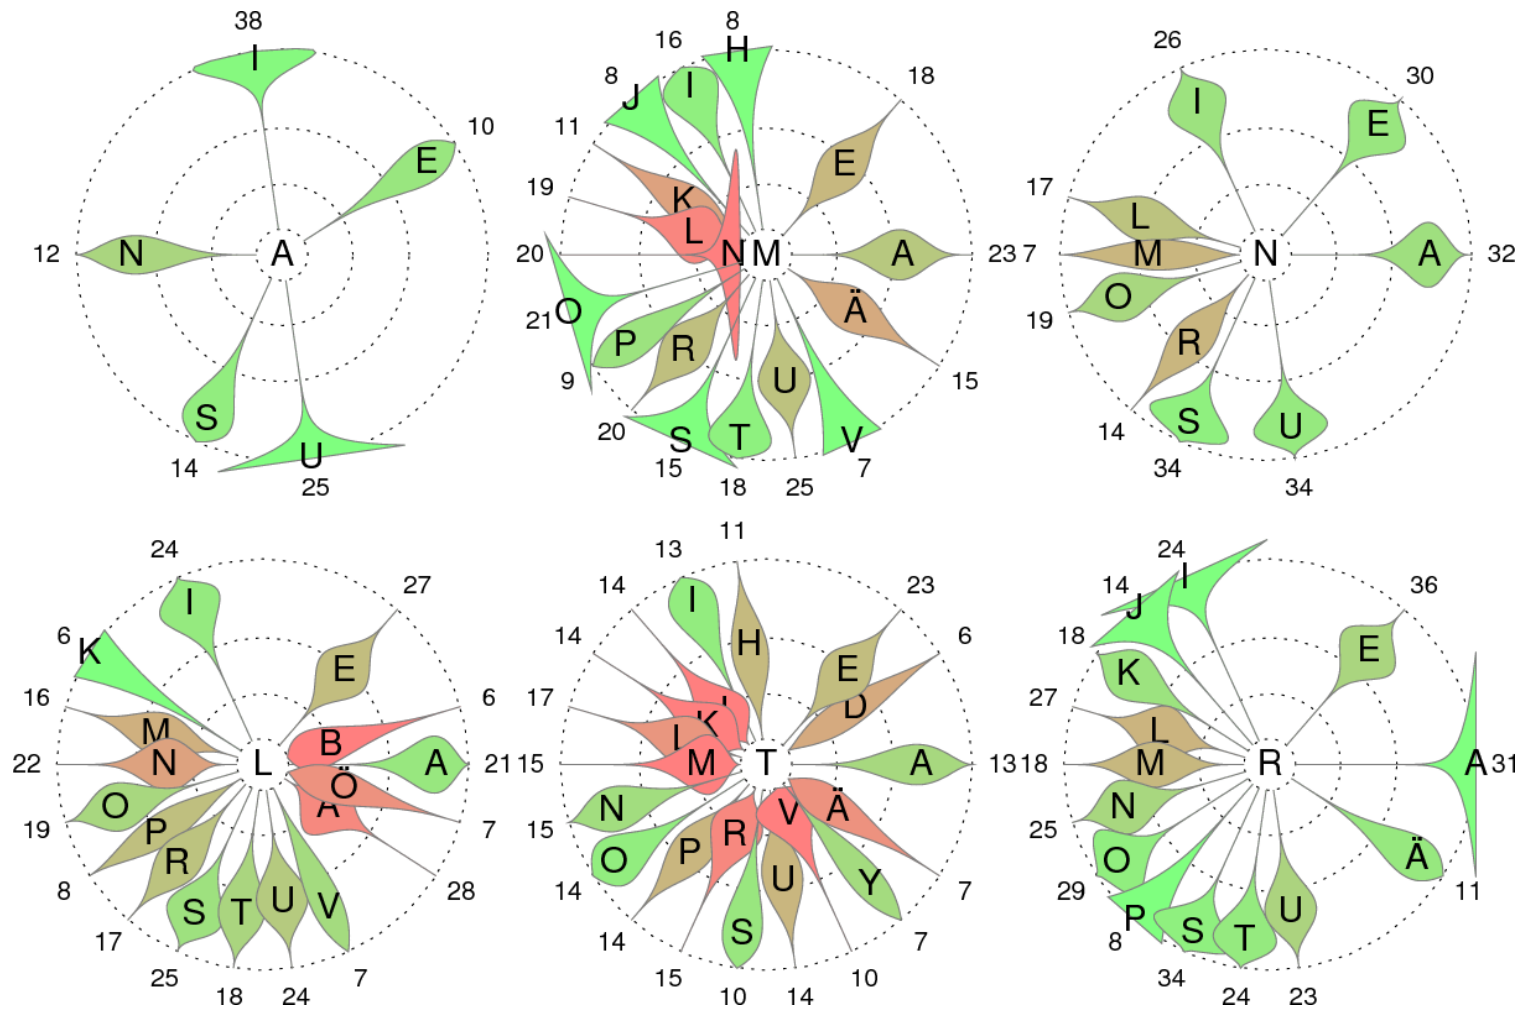 38
I
10
E
12
N
A
S
14
U
25
8
16
H
18
8
I
J
11
E
K
19
L
20
N
M
A
23
O
Ä
21
P
R
U
15
9
20
S
T
V
15
7
18
25
26
30
I
E
17
L
7
M
N
A
32
O
19
R
14
S
U
34
34
24
27
I
6
K
E
16
6
M
B
22
N
L
A
21
Ö
O
Ä
19
P
7
R
8
S
T
U
V
28
17
25
7
18
24
11
13
23
14
I
14
H
6
E
17
D
J
K
L
15
M
T
A
13
N
V
Ä
15
R
O
P
U
Y
14
S
7
14
7
15
10
10
14
24
36
14
I
J
18
E
K
27
L
18
M
R
A
31
N
25
O
Ä
29
P
S
T
U
11
8
34
24
23